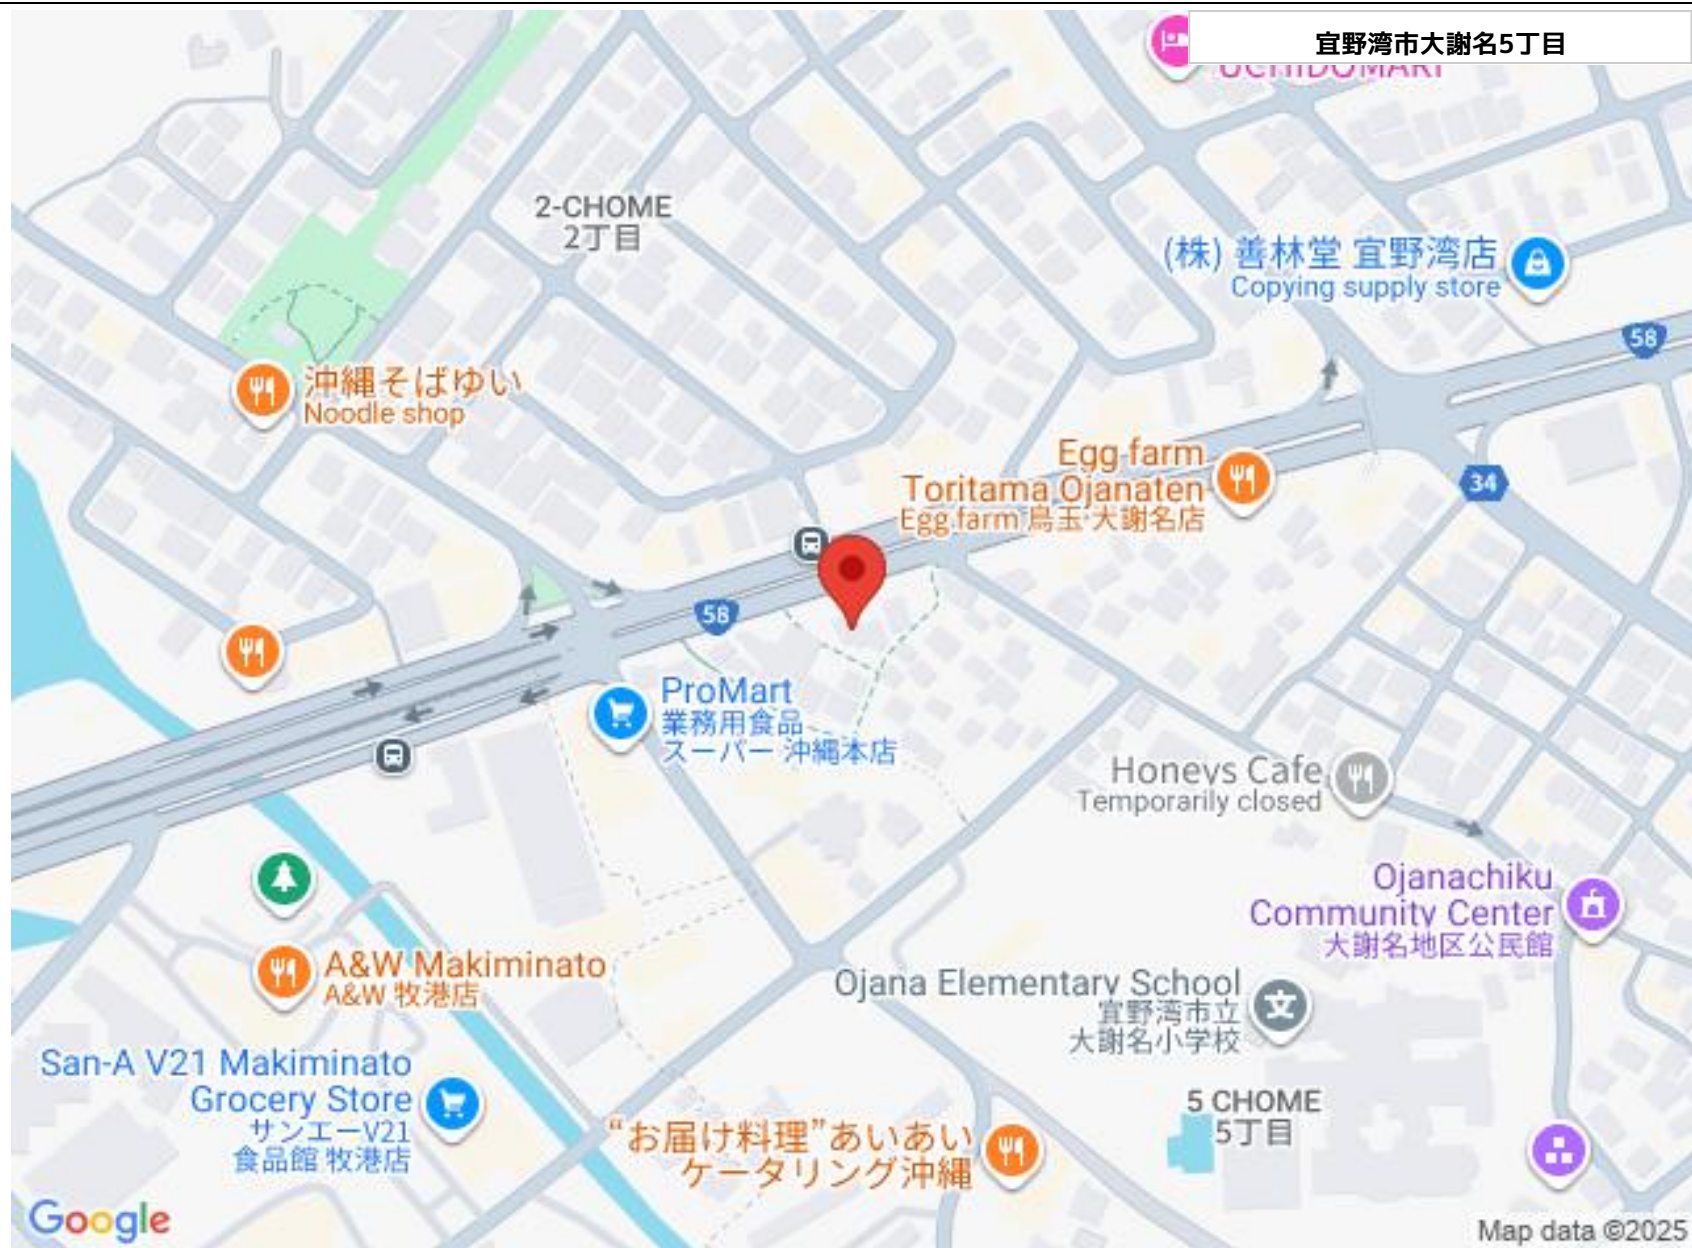 宜野湾市大謝名5丁目
UCHIDOMARI
2-CHOME
2丁目
(株) 善林堂 宜野湾店
Copying supply store
58
沖縄そばゆい
Noodle shop
Egg farm
Toritama Ojanaten
Egg farm 鳥玉 大謝名店
34
58
ProMart
業務用食品
スーパー 沖縄本店
Honeys Cafe
Temporarily closed
Ojanachiku
Community Center
大謝名地区公民館
A&W Makiminato
A&W 牧港店
Ojana Elementary School
宜野湾市立
大謝名小学校
文
San-A V21 Makiminato
Grocery Store
サンエーV21
食品館 牧港店
5 CHOME
5丁目
“お届け料理”あいあい
ケータリング沖縄
Google
Map data ©2025